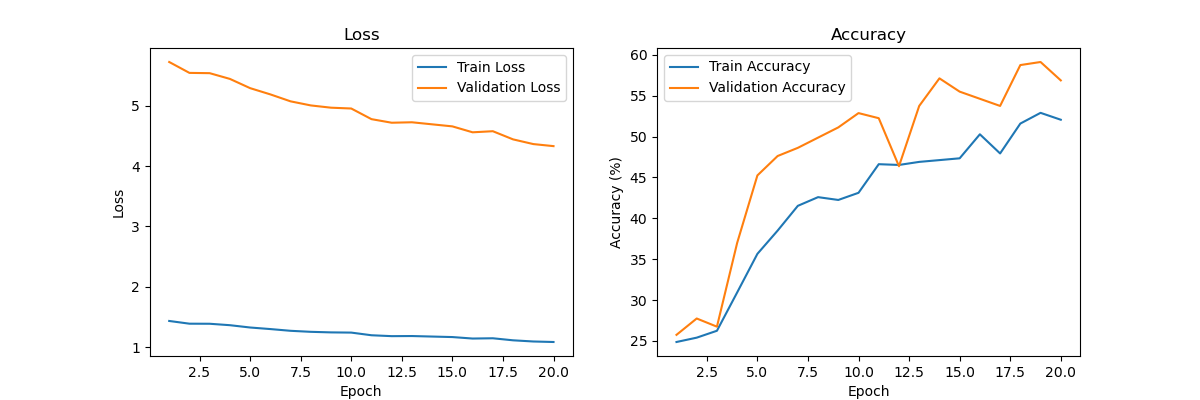 Loss
Train Loss
Validation Loss
5
4
3
2
1
Loss
2.5 5.0 7.5 10.0 12.5 15.0 17.5 20.0
Epoch
Accuracy
Train Accuracy
Validation Accuracy
60
55
50
45
40
35
30
25
Accuracy (%)
2.5 5.0 7.5 10.0 12.5 15.0 17.5 20.0
Epoch